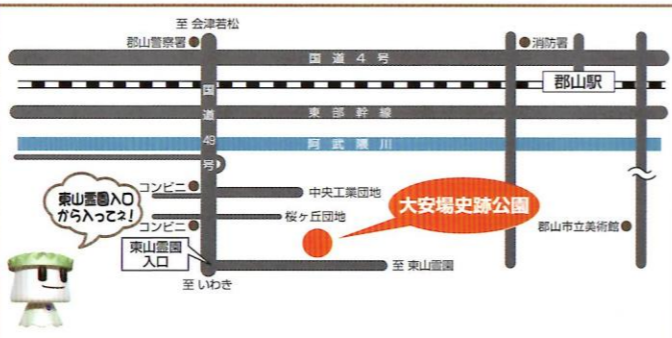 至 会津若松
郡山警察署
消防署
国道4号
郡山駅
国道49号
東部幹線
阿武隈川
コンビニ
中央工業団地
東山霊園入口
から入ってネ!
桜ヶ丘団地
大安場史跡公園
コンビニ
郡山市立美術館
東山霊園
入口
至 東山霊園
至 いわき